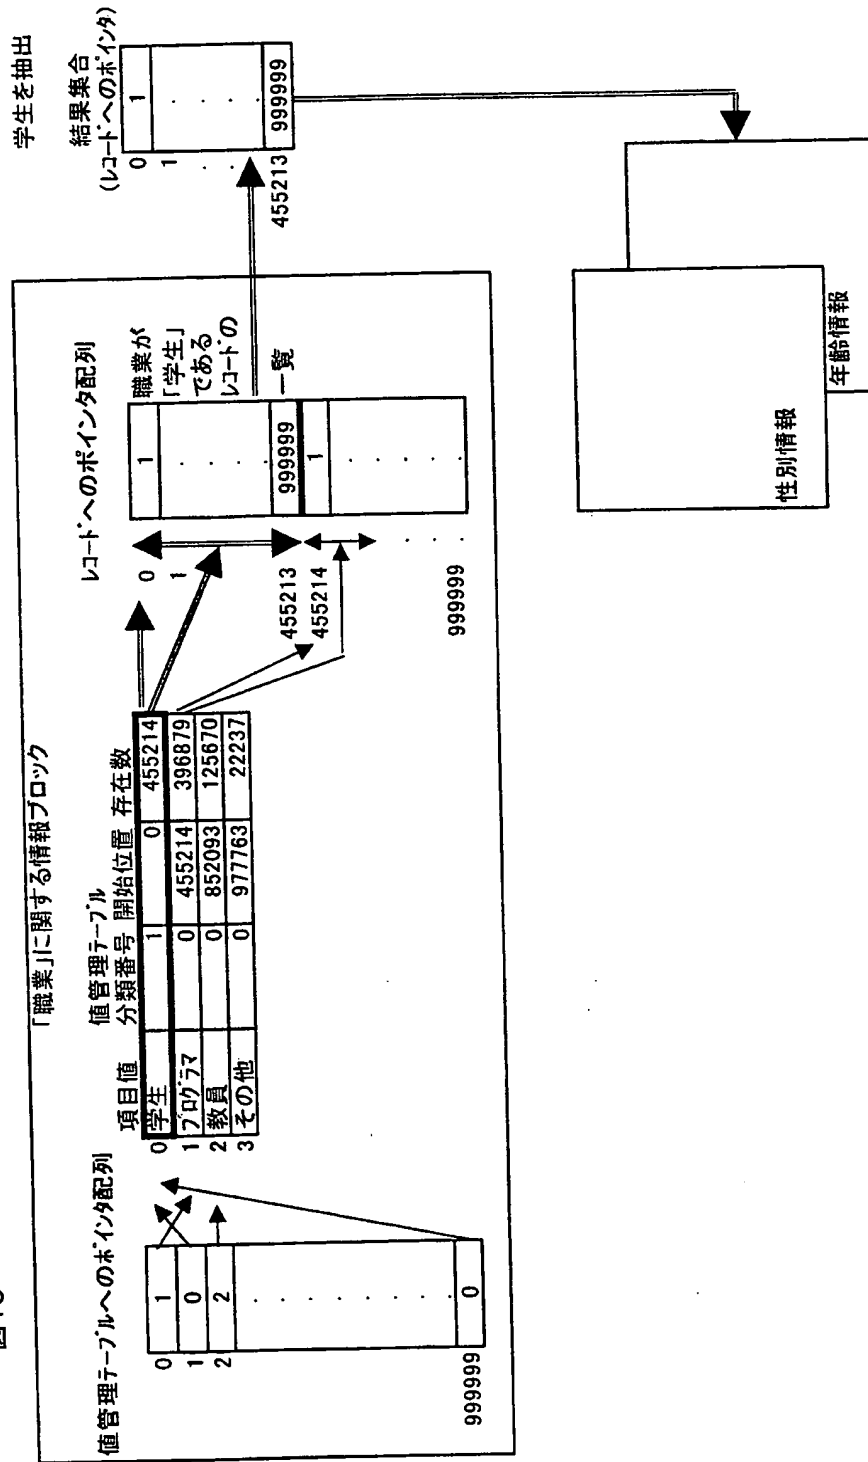 学生を抽出
結果集合
(レコードへのポインタ)
0 1
1 .
455213 999999
「職業」に関する情報ブロック
値管理テーブルへのポインタ配列
0 1
1 0
2 2
999999 0
値管理テーブル
項目値 分類番号 開始位置 存在数
0 学生 1 0 455214
1 プログラマ 0 455214 396879
2 教員 0 852093 125670
3 その他 0 977763 22237
レコードへのポインタ配列
0 1
1 .
455213 999999
455214 1
999999
職業が
「学生」
である
レコードの
一覧
性別情報
年齢情報